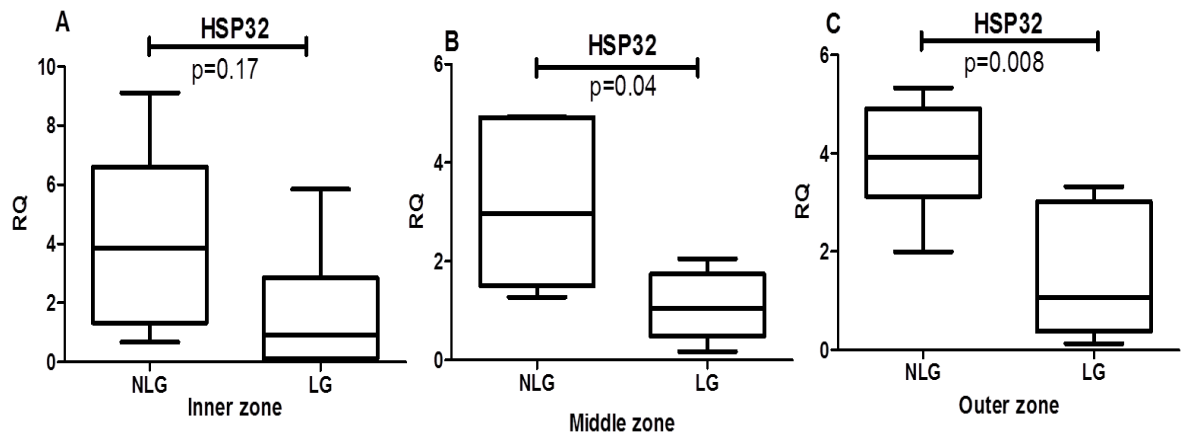 A
HSP32
p=0.17
10
8
6
4
2
0
RQ
NLG
LG
Inner zone
B
HSP32
p=0.04
6
4
2
0
RQ
NLG
LG
Middle zone
C
HSP32
p=0.008
6
4
2
0
RQ
NLG
LG
Outer zone